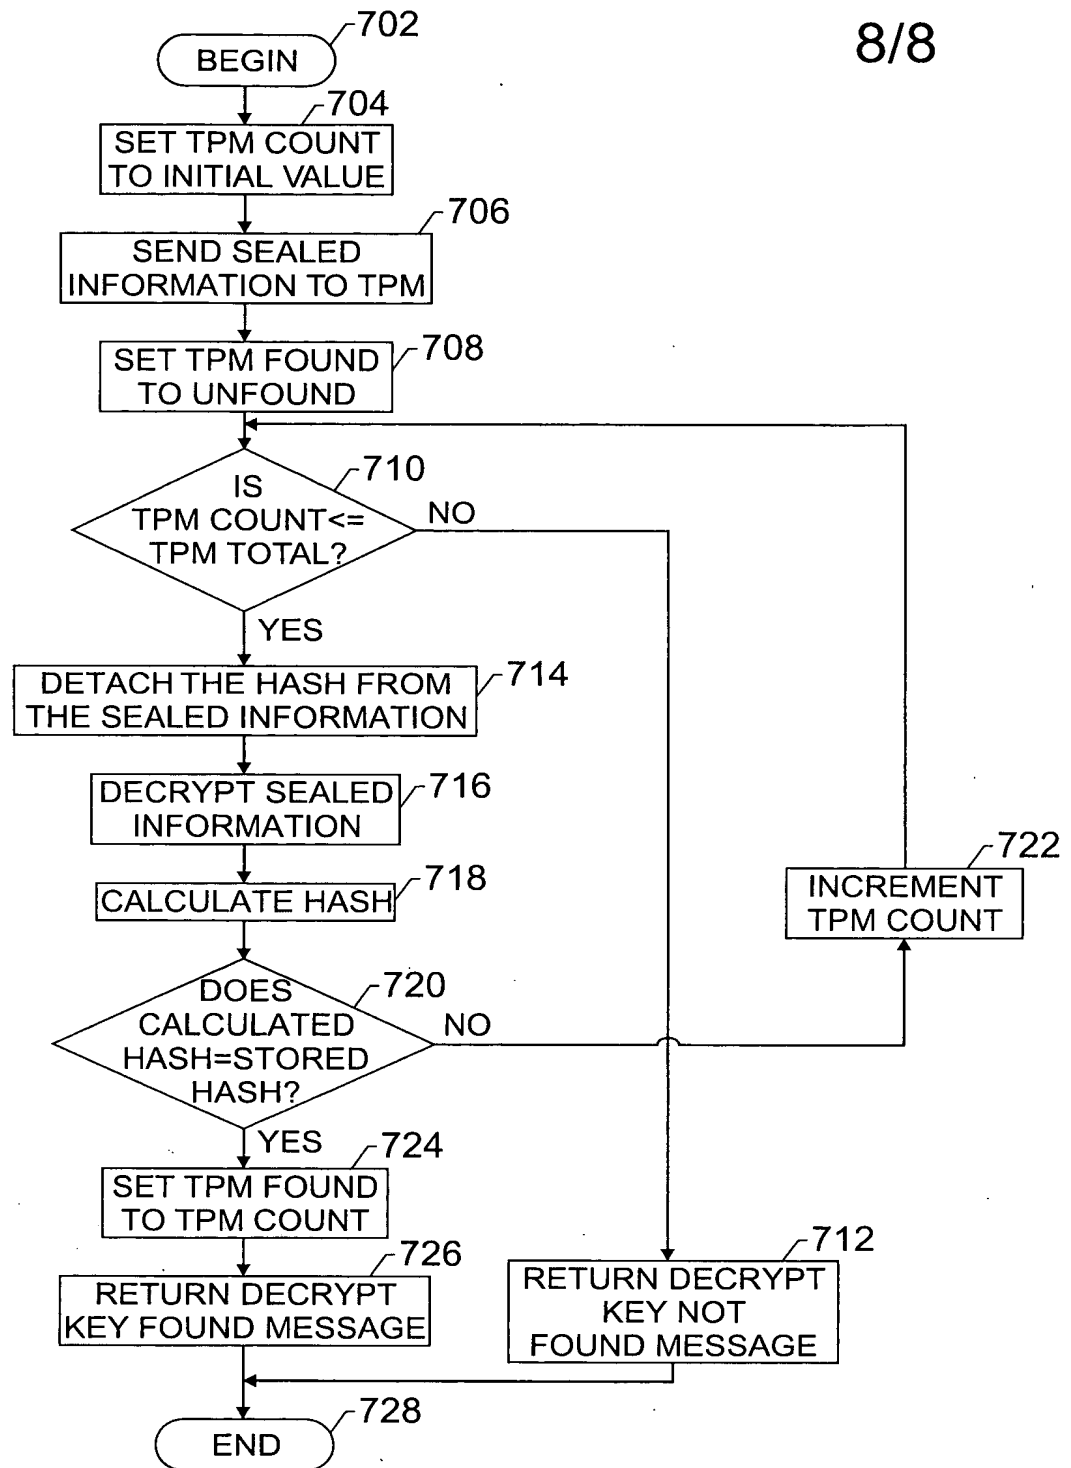 8/8
702
BEGIN
704
SET TPM COUNT
TO INITIAL VALUE
706
SEND SEALED
INFORMATION TO TPM
708
SET TPM FOUND
TO UNFOUND
710
IS
TPM COUNT<=
TPM TOTAL?
NO
YES
714
DETACH THE HASH FROM
THE SEALED INFORMATION
716
DECRYPT SEALED
INFORMATION
718
CALCULATE HASH
722
INCREMENT
TPM COUNT
720
DOES
CALCULATED
HASH=STORED
HASH?
NO
YES
724
SET TPM FOUND
TO TPM COUNT
726
RETURN DECRYPT
KEY FOUND MESSAGE
712
RETURN DECRYPT
KEY NOT
FOUND MESSAGE
728
END